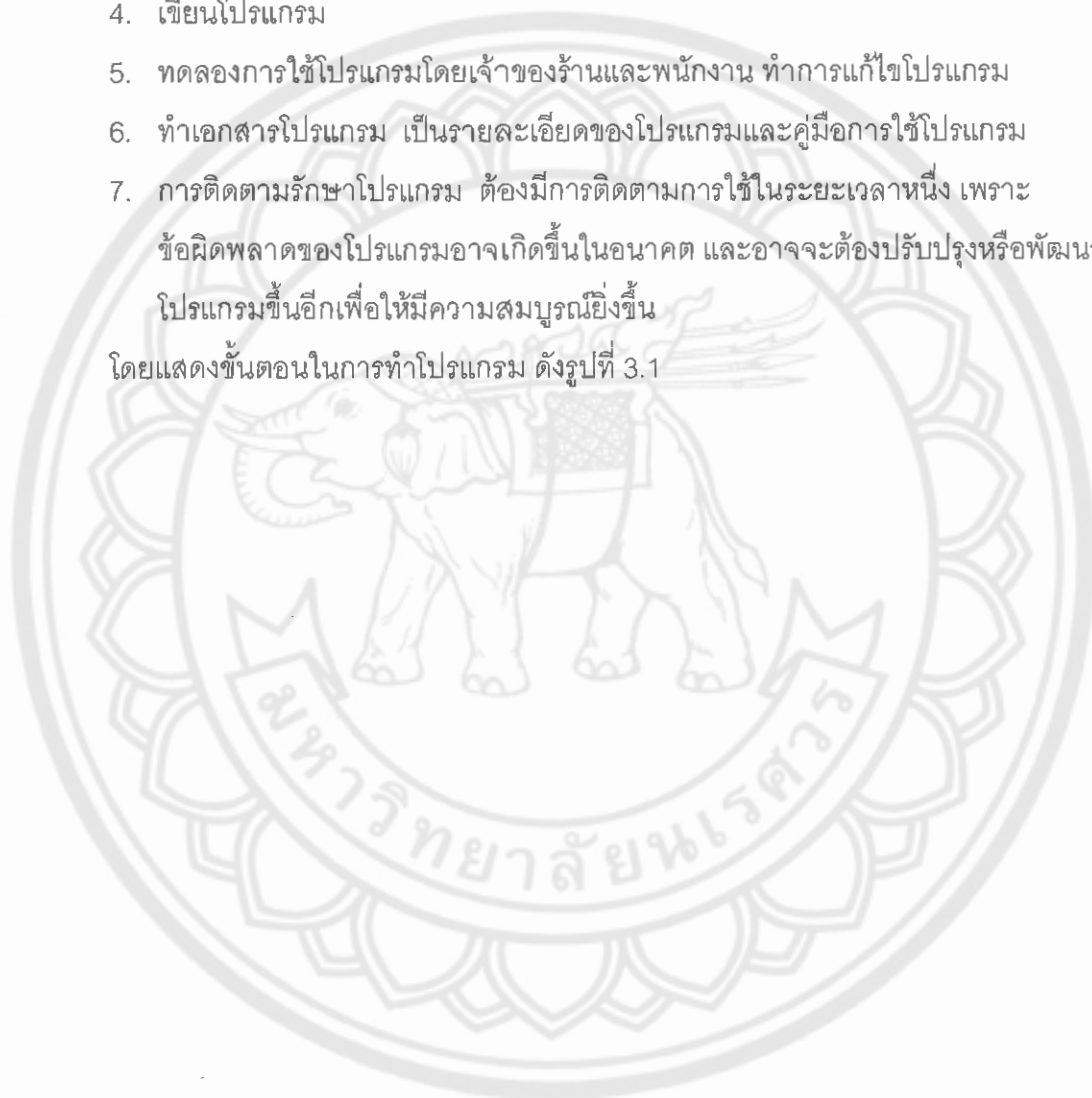 4. เขียนโปรแกรม
5. ทดลองการใช้โปรแกรมโดยเจ้าของร้านและพนักงาน ทำการแก้ไขโปรแกรม
6. ทำเอกสารโปรแกรม เป็นรายละเอียดของโปรแกรมและคู่มือการใช้โปรแกรม
7. การติดตามรักษาโปรแกรม ต้องมีการติดตามการใช้ในระยะเวลาหนึ่ง เพราะ
ข้อผิดพลาดของโปรแกรมอาจเกิดขึ้นในอนาคต และอาจจะต้องปรับปรุงหรือพัฒนา
โปรแกรมขึ้นอีกเพื่อให้มีความสมบูรณ์ยิ่งขึ้น
โดยแสดงขั้นตอนในการทำโปรแกรม ดังรูปที่ 3.1
มหาวิทยาลัยนเรศวร